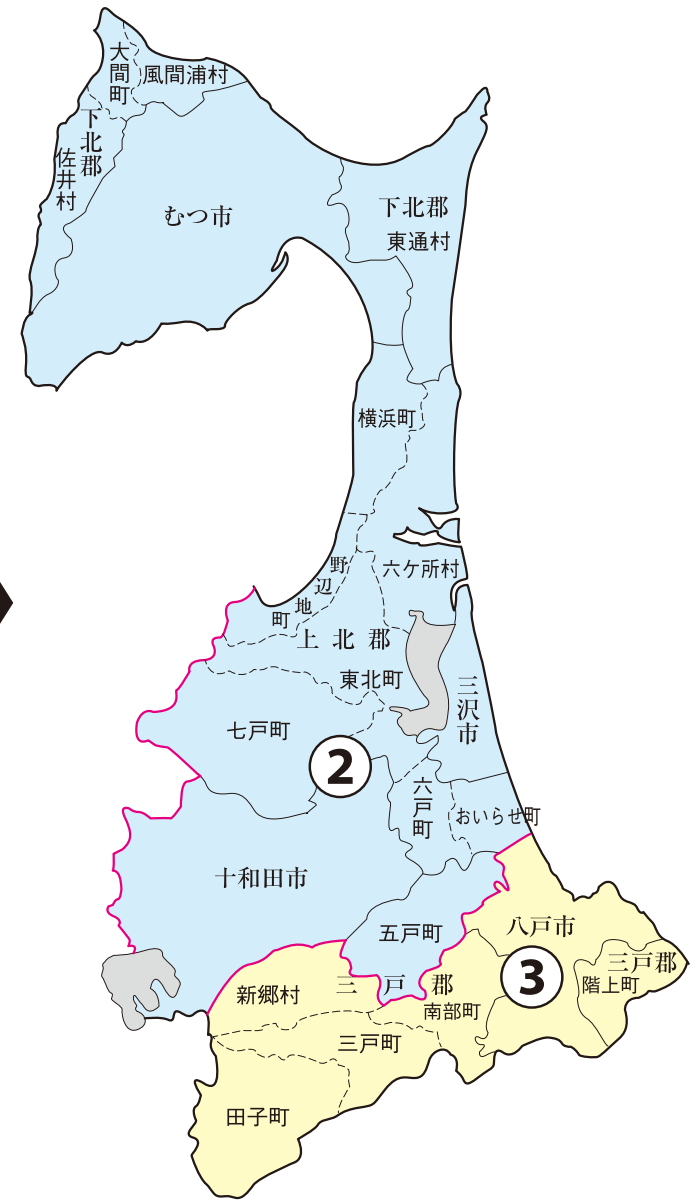 大間町
風間浦村
下北郡
佐井村
むつ市
下北郡
東通村
横浜町
野辺地町
六ケ所村
上北郡
東北町
三沢市
七戸町
2
六戸町
おいらせ町
十和田市
五戸町
八戸市
三戸郡
階上町
3
三戸郡
新郷村
南部町
三戸町
田子町